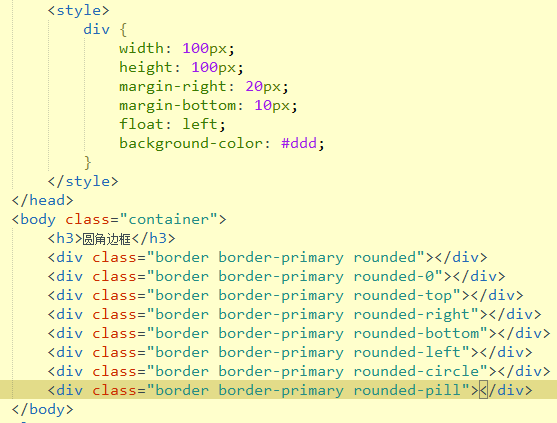 <style>
div {
width: 100px;
height: 100px;
margin-right: 20px;
margin-bottom: 10px;
float: left;
background-color: #ddd;
}
</style>
</head>
<body class="container">
<h3>圆角边框</h3>
<div class="border border-primary rounded"></div>
<div class="border border-primary rounded-0"></div>
<div class="border border-primary rounded-top"></div>
<div class="border border-primary rounded-right"></div>
<div class="border border-primary rounded-bottom"></div>
<div class="border border-primary rounded-left"></div>
<div class="border border-primary rounded-circle"></div>
<div class="border border-primary rounded-pill"></div>
</body>